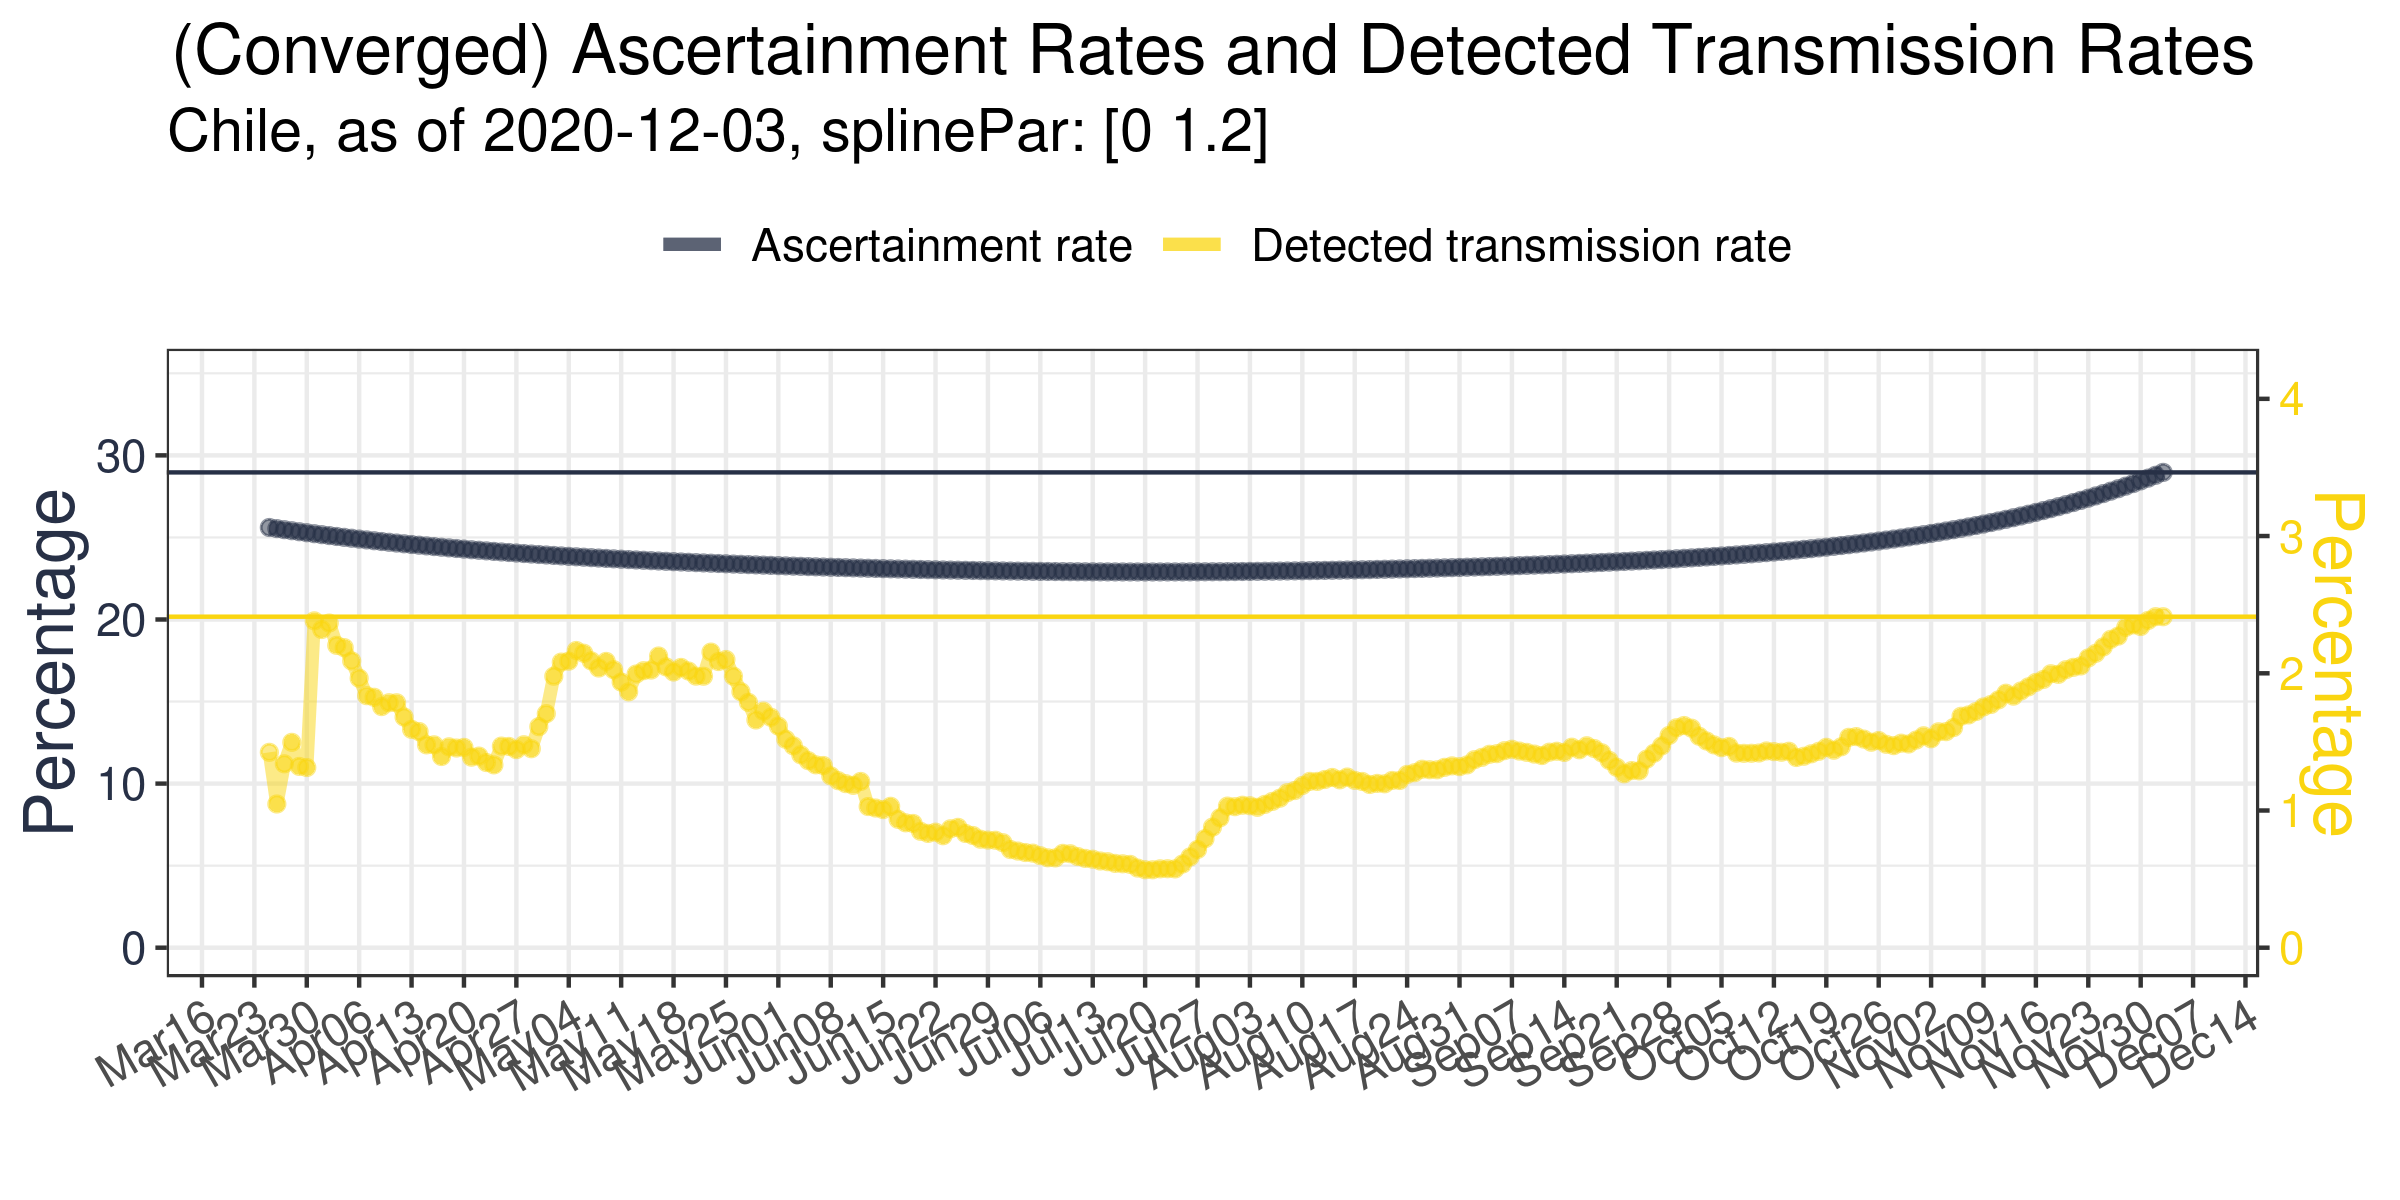 (Converged) Ascertainment Rates and Detected Transmission Rates
Chile, as of 2020-12-03, splinePar: [0 1.2]
Ascertainment rate
Detected transmission rate
Percentage
30
20
10
0
4
3
2
1
0
Percentage
Mar16
Mar23
Mar30
Apr06
Apr13
Apr20
Apr27
May04
May11
May18
May25
Jun01
Jun08
Jun15
Jun22
Jun29
Jul06
Jul13
Jul20
Jul27
Aug03
Aug10
Aug17
Aug24
Aug31
Sep07
Sep14
Sep21
Sep28
Oct05
Oct12
Oct19
Oct26
Nov02
Nov09
Nov16
Nov23
Nov30
Dec07
Dec14